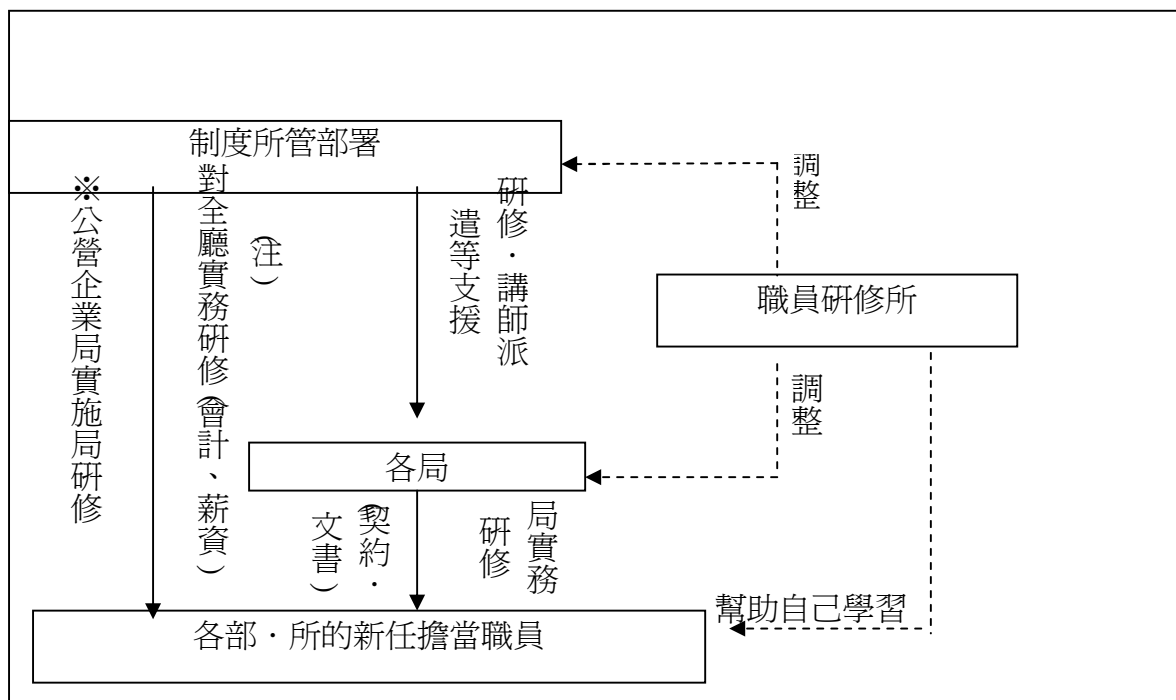 制度所管部署
調整
※公營企業局實施局研修
對全廳實務研修(會計、薪資)
(注)
研修．講師派
遣等支援
職員研修所
調整
各局
局實務
研修
(契約．
文書)
幫助自己學習
各部．所的新任擔當職員